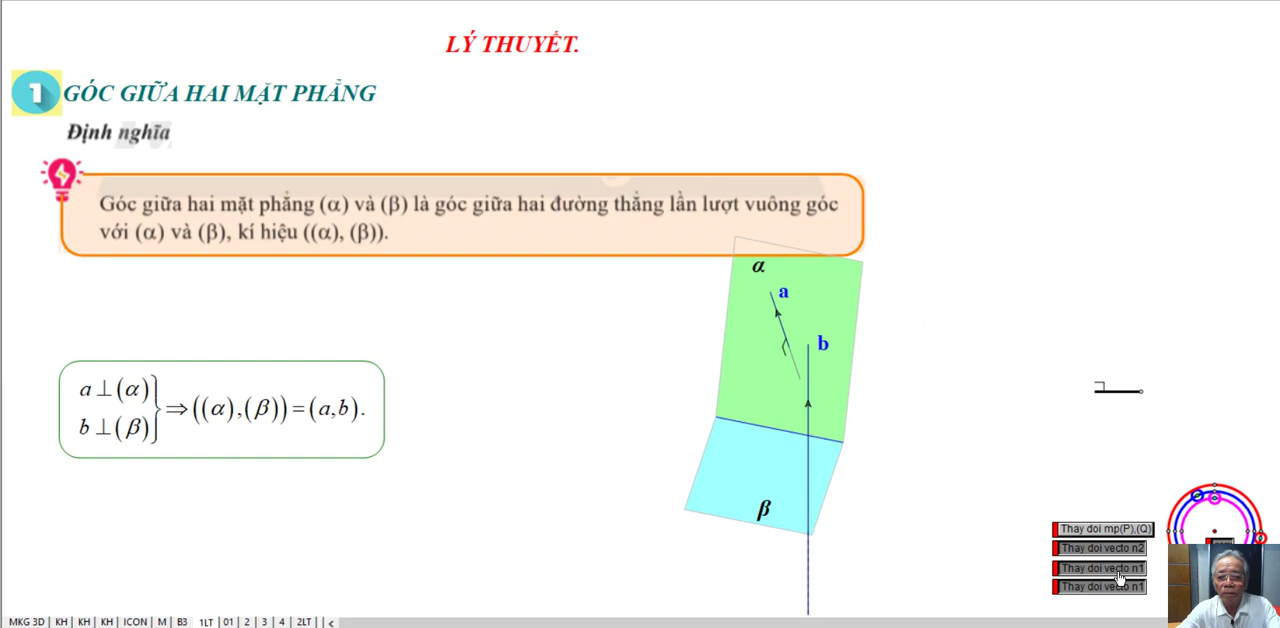 LÝ THUYẾT.
1 GÓC GIỮA HAI MẶT PHẲNG
Định nghĩa
Góc giữa hai mặt phẳng (α) và (β) là góc giữa hai đường thẳng lần lượt vuông góc
với (α) và (β), kí hiệu ((α), (β)).
α
a
b
a ⊥ (α)
b ⊥ (β)
} ⇒ ((α),(β)) = (a,b).
β
Thay doi mp(P),(Q)
Thay doi vecto n2
Thay doi vecto n1
Thay doi vecto n1
MKG 3D | KH | KH | KH | ICON | M | B3 | 1LT | 01 | 2 | 3 | 4 | 2LT | <